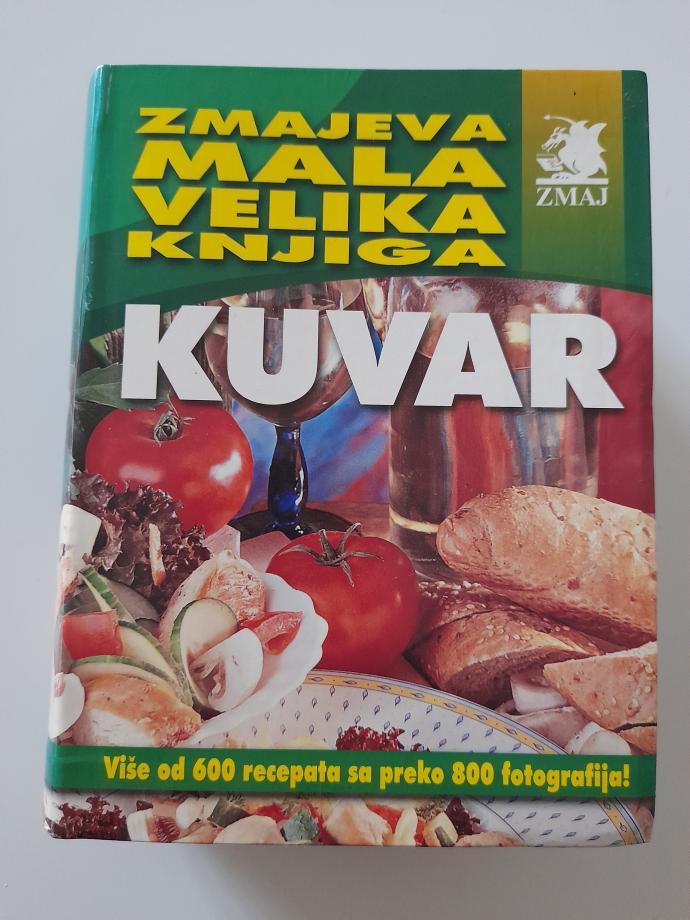 ZMAJEVA
MALA
VELIKA
KNJIGA
ZMAJ
KUVAR
Više od 600 recepata sa preko 800 fotografija!